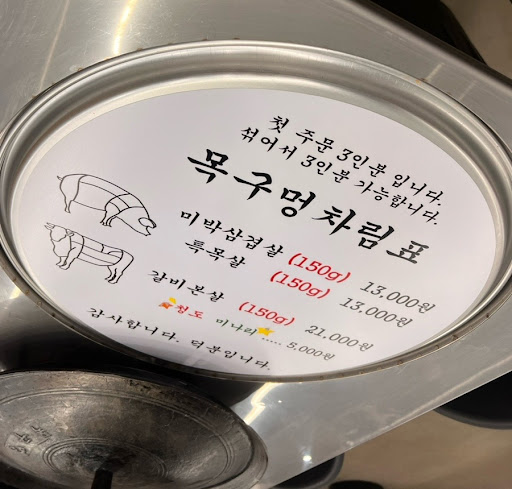 첫 주문 3인분 입니다.
섞어서 3인분 가능합니다.
목구멍차림표
미박삼겹살 (150g) 13,000원
룩목살 (150g) 13,000원
갈비본살 (150g) 21,000원
청도 미나리 ..... 5,000원
감사합니다. 덕분입니다.